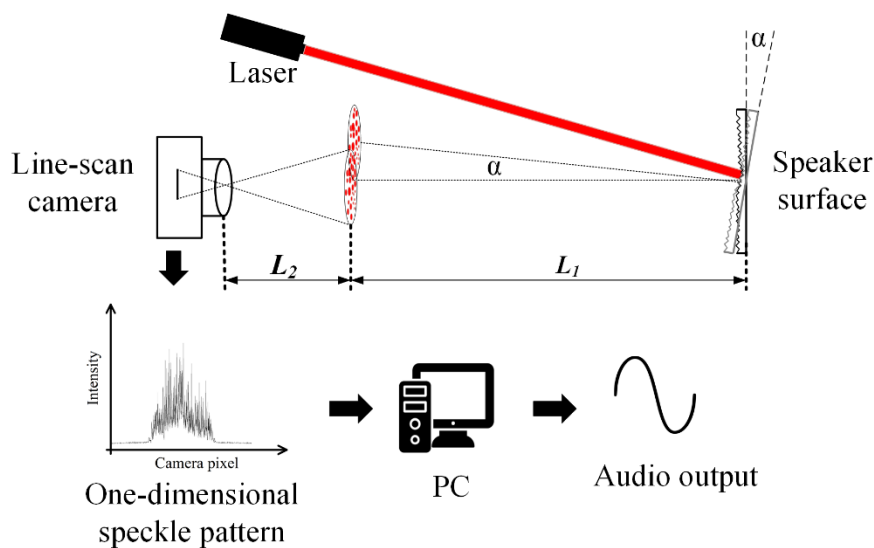 α
Laser
Line-scan
camera
α
Speaker
surface
L₂
L₁
Intensity
Camera pixel
One-dimensional
speckle pattern
PC
Audio output